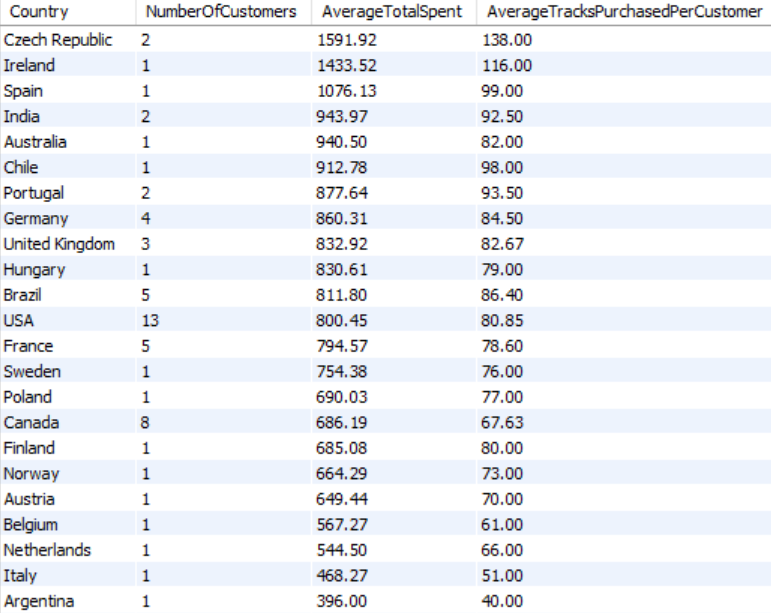 Country NumberOfCustomers AverageTotalSpent AverageTracksPurchasedPerCustomer
Czech Republic 2 1591.92 138.00
Ireland 1 1433.52 116.00
Spain 1 1076.13 99.00
India 2 943.97 92.50
Australia 1 940.50 82.00
Chile 1 912.78 98.00
Portugal 2 877.64 93.50
Germany 4 860.31 84.50
United Kingdom 3 832.92 82.67
Hungary 1 830.61 79.00
Brazil 5 811.80 86.40
USA 13 800.45 80.85
France 5 794.57 78.60
Sweden 1 754.38 76.00
Poland 1 690.03 77.00
Canada 8 686.19 67.63
Finland 1 685.08 80.00
Norway 1 664.29 73.00
Austria 1 649.44 70.00
Belgium 1 567.27 61.00
Netherlands 1 544.50 66.00
Italy 1 468.27 51.00
Argentina 1 396.00 40.00